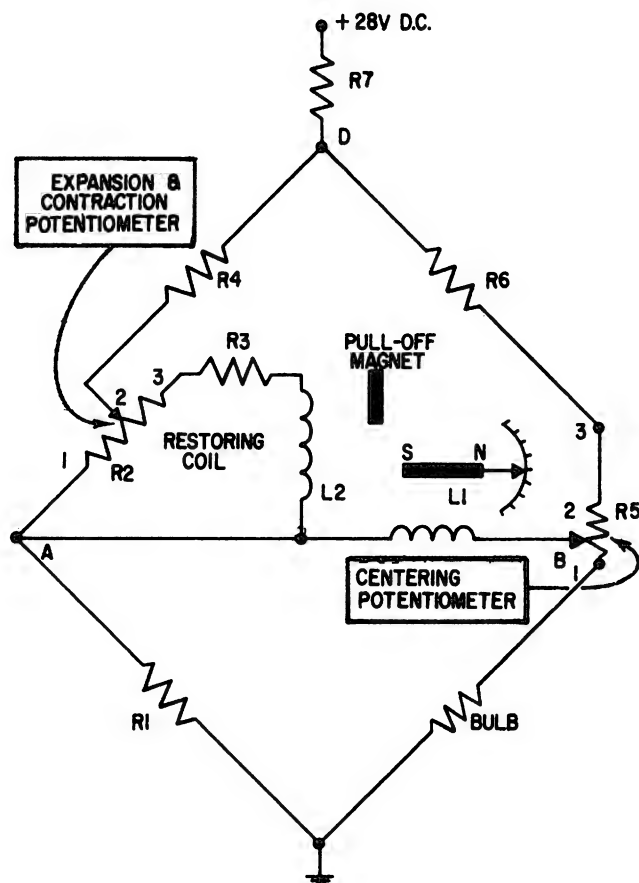 +28V D.C.
R7
D
EXPANSION &
CONTRACTION
POTENTIOMETER
R4
R6
R3
PULL-OFF
MAGNET
3
2
1
R2
RESTORING
COIL
L2
S N
L1
3
2
R5
B
1
A
CENTERING
POTENTIOMETER
R1
BULB